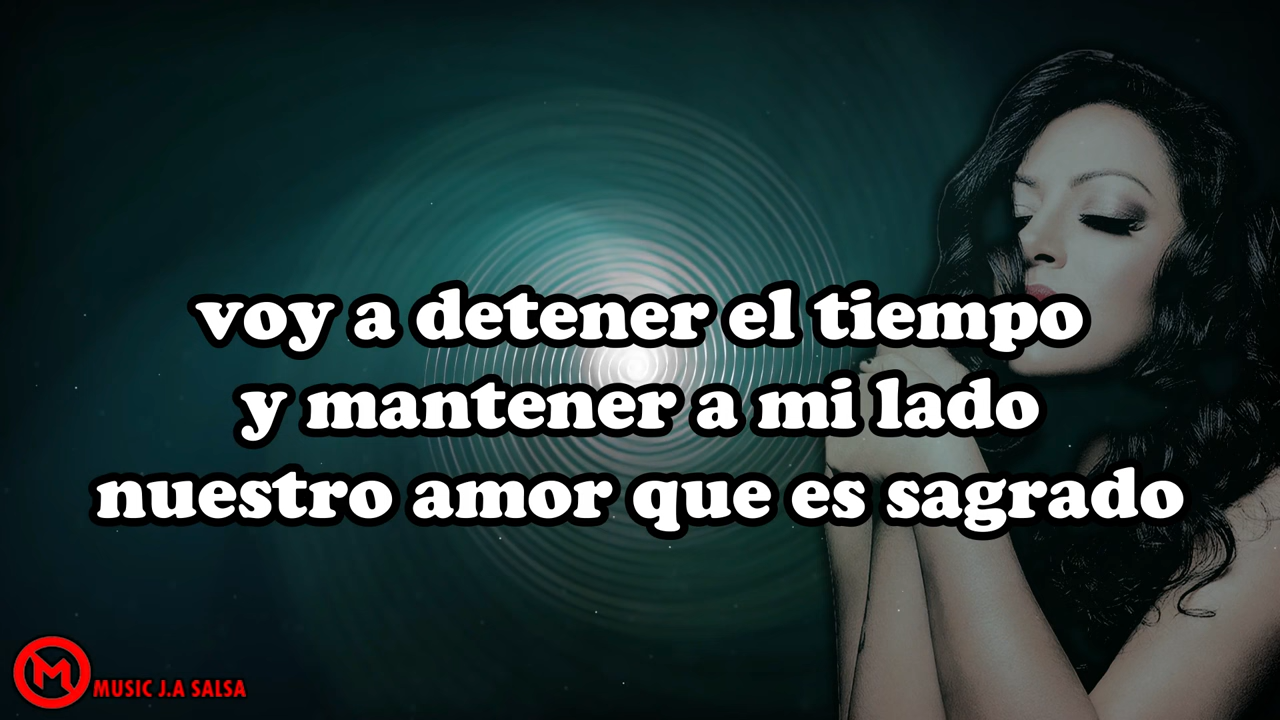 voy a detener el tiempo
y mantener a mi lado
nuestro amor que es sagrado
M MUSIC J.A SALSA